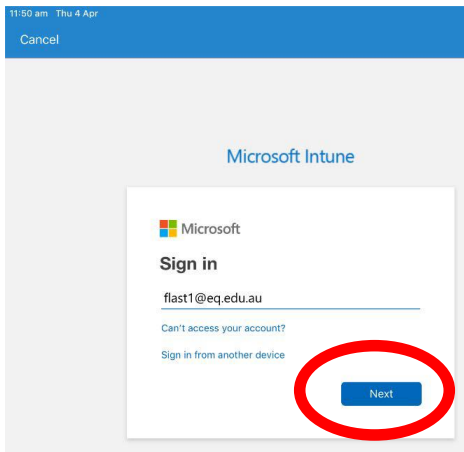 11:50 am Thu 4 Apr
Cancel
Microsoft Intune
Microsoft
Sign in
flast1@eq.edu.au
Can't access your account?
Sign in from another device
Next